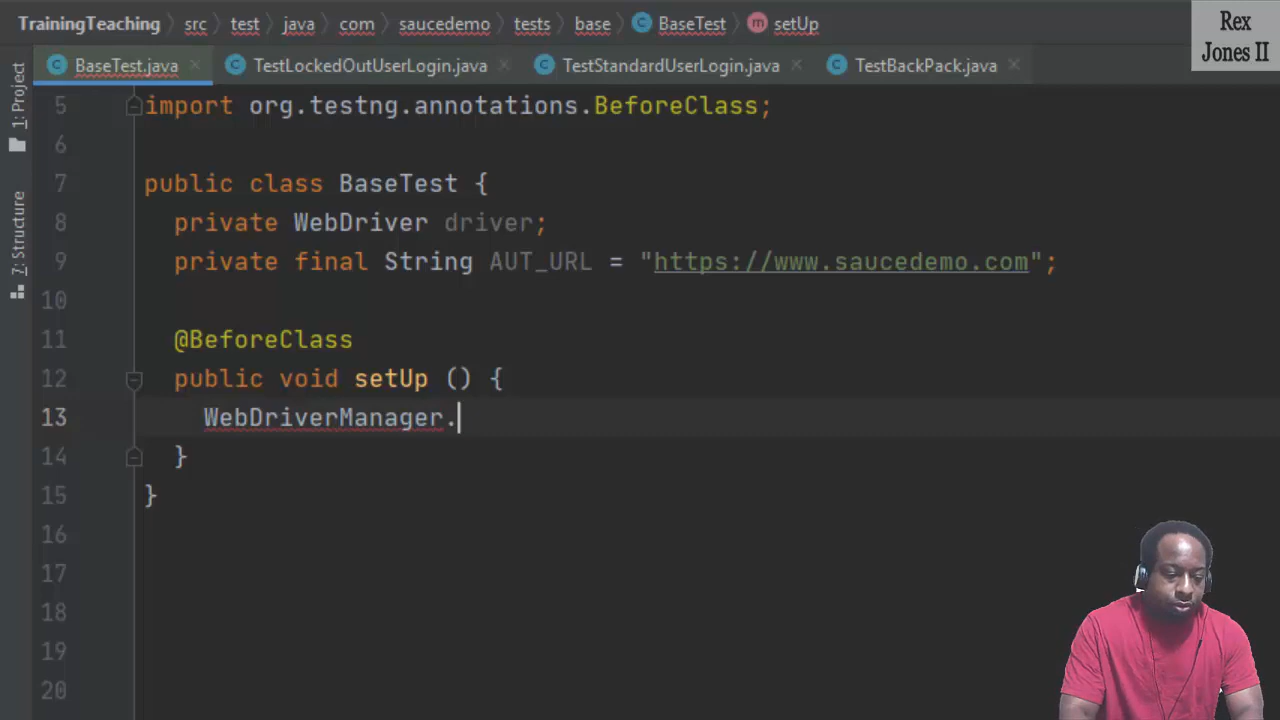 TrainingTeaching src test java com saucedemo tests base BaseTest setUp
Rex
Jones II
BaseTest.java TestLockedOutUserLogin.java TestStandardUserLogin.java TestBackPack.java
1: Project
7: Structure
5 import org.testng.annotations.BeforeClass;
6
7 public class BaseTest {
8 private WebDriver driver;
9 private final String AUT_URL = "https://www.saucedemo.com";
10
11 @BeforeClass
12 public void setUp () {
13 WebDriverManager.
14 }
15 }
16
17
18
19
20